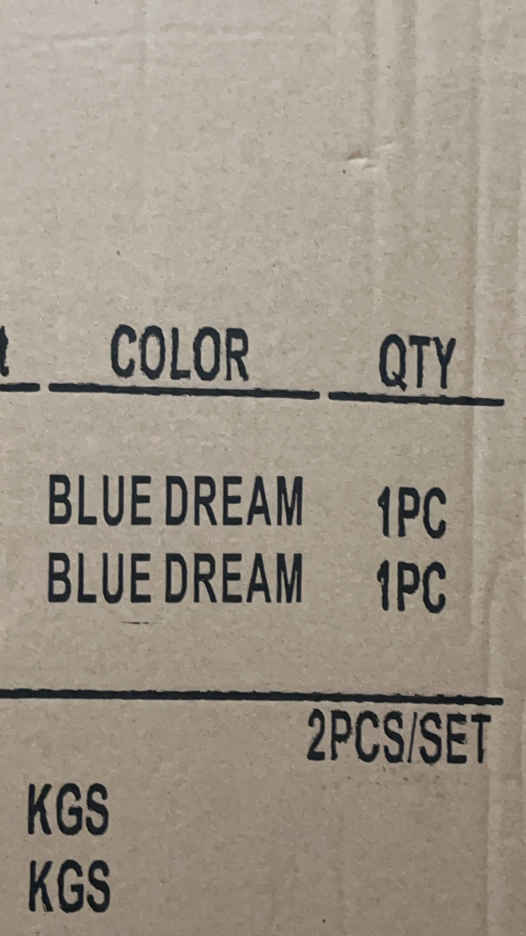 COLOR QTY
BLUE DREAM 1PC
BLUE DREAM 1PC
2PCS/SET
KGS
KGS